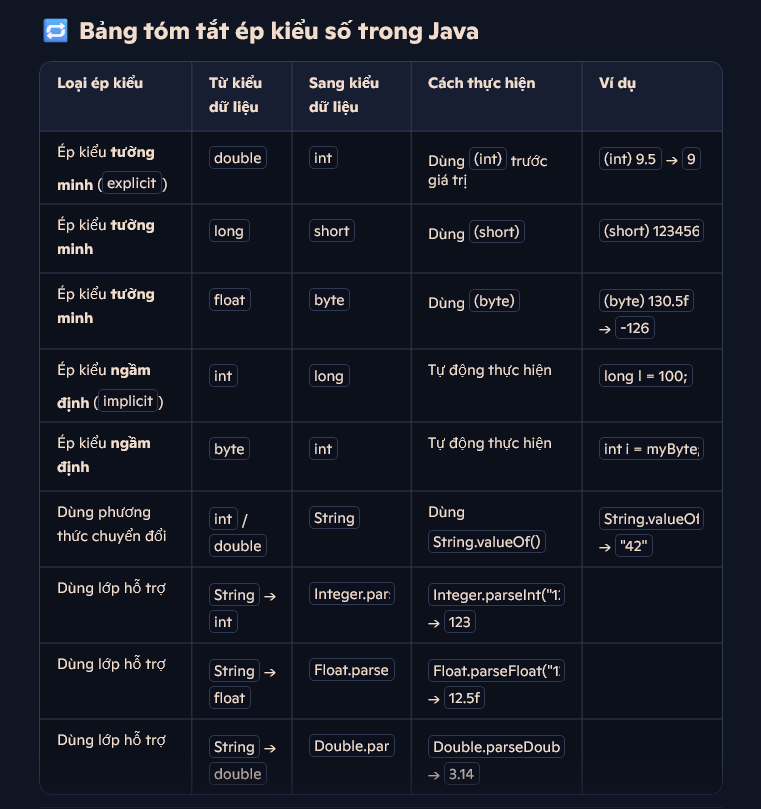 🔁 Bảng tóm tắt ép kiểu số trong Java
Loại ép kiểu
Từ kiểu
dữ liệu
Sang kiểu
dữ liệu
Cách thực hiện
Ví dụ
Ép kiểu tường
minh (explicit)
double
int
Dùng (int) trước
giá trị
(int) 9.5 → 9
Ép kiểu tường
minh
long
short
Dùng (short)
(short) 123456
Ép kiểu tường
minh
float
byte
Dùng (byte)
(byte) 130.5f
→ -126
Ép kiểu ngầm
định (implicit)
int
long
Tự động thực hiện
long l = 100;
Ép kiểu ngầm
định
byte
int
Tự động thực hiện
int i = myByte;
Dùng phương
thức chuyển đổi
int /
double
String
Dùng
String.valueOf()
String.valueOf
→ "42"
Dùng lớp hỗ trợ
String →
int
Integer.par
Integer.parseInt("1
→ 123
Dùng lớp hỗ trợ
String →
float
Float.parse
Float.parseFloat("1
→ 12.5f
Dùng lớp hỗ trợ
String →
double
Double.par
Double.parseDoub
→ 3.14